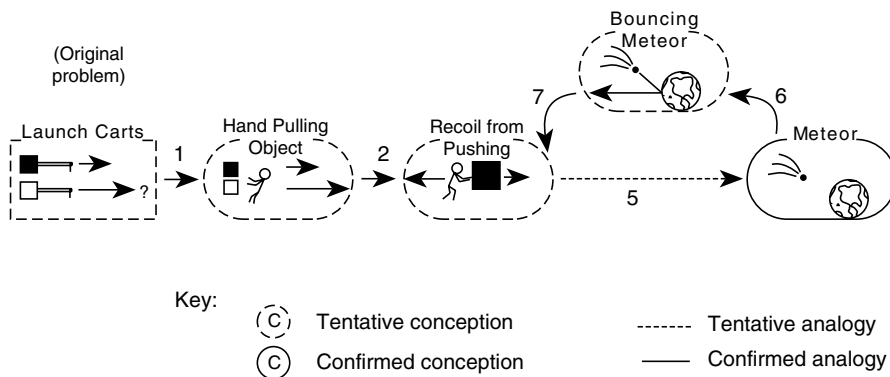 Bouncing
Meteor
(Original
problem)
Launch Carts
?
1
Hand Pulling
Object
2
Recoil from
Pushing
7
6
5
Meteor
Key:
C Tentative conception
Tentative analogy
C Confirmed conception
Confirmed analogy